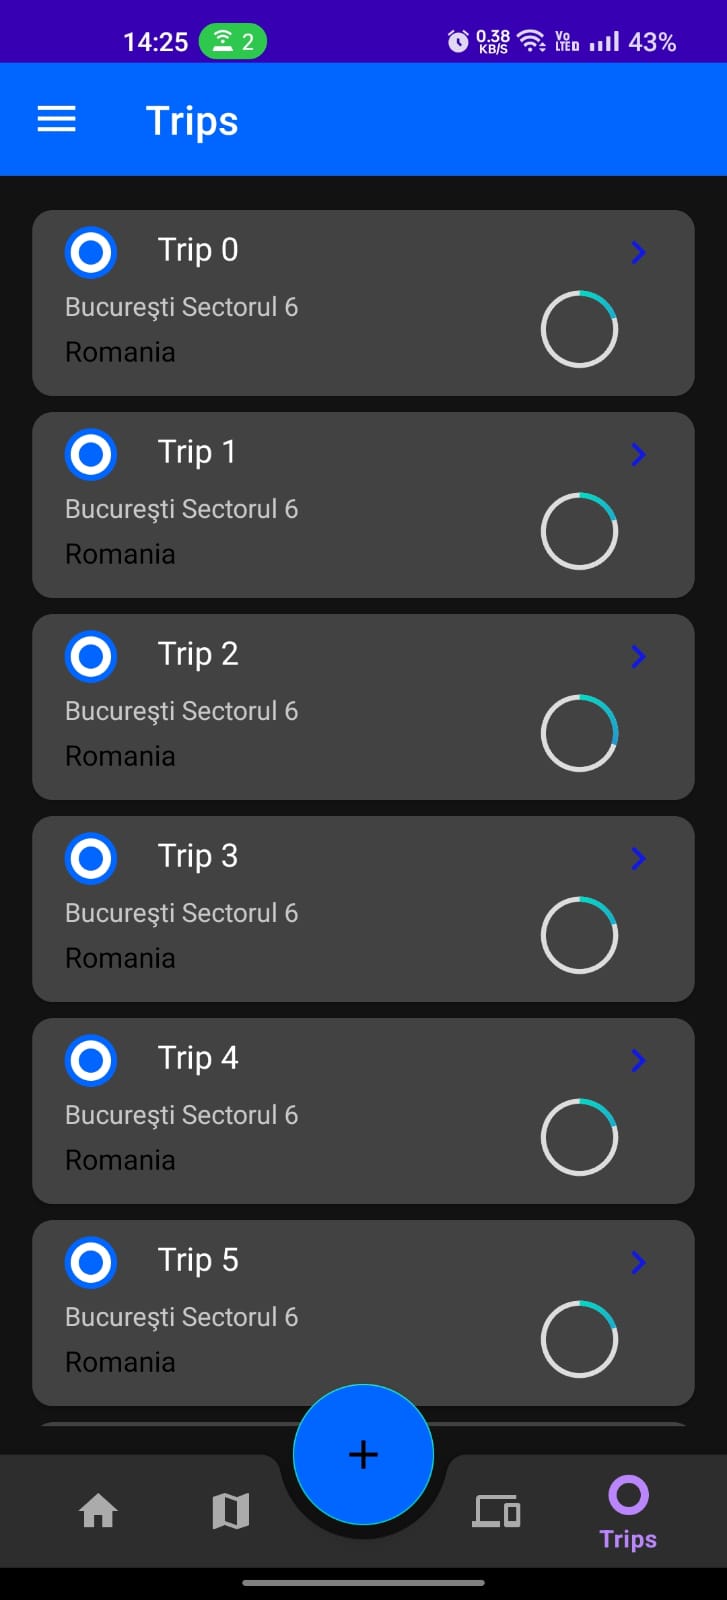 14:25 2 0.38 KB/S VoLTED 43%
Trips
Trip 0
Bucureşti Sectorul 6
Romania
Trip 1
Bucureşti Sectorul 6
Romania
Trip 2
Bucureşti Sectorul 6
Romania
Trip 3
Bucureşti Sectorul 6
Romania
Trip 4
Bucureşti Sectorul 6
Romania
Trip 5
Bucureşti Sectorul 6
Romania
+
Trips